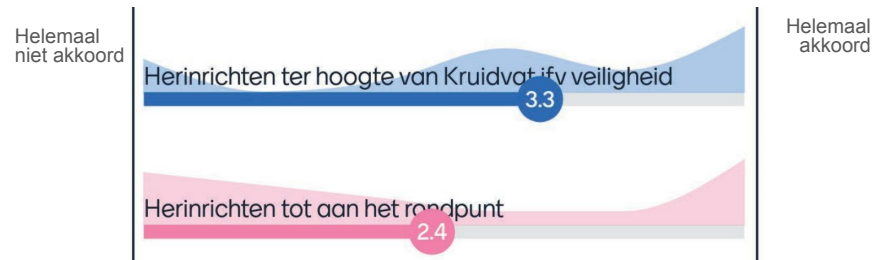 Helemaal
niet akkoord
Helemaal
akkoord
Herinrichten ter hoogte van Kruidvat ifv veiligheid
3.3
Herinrichten tot aan het rondpunt
2.4